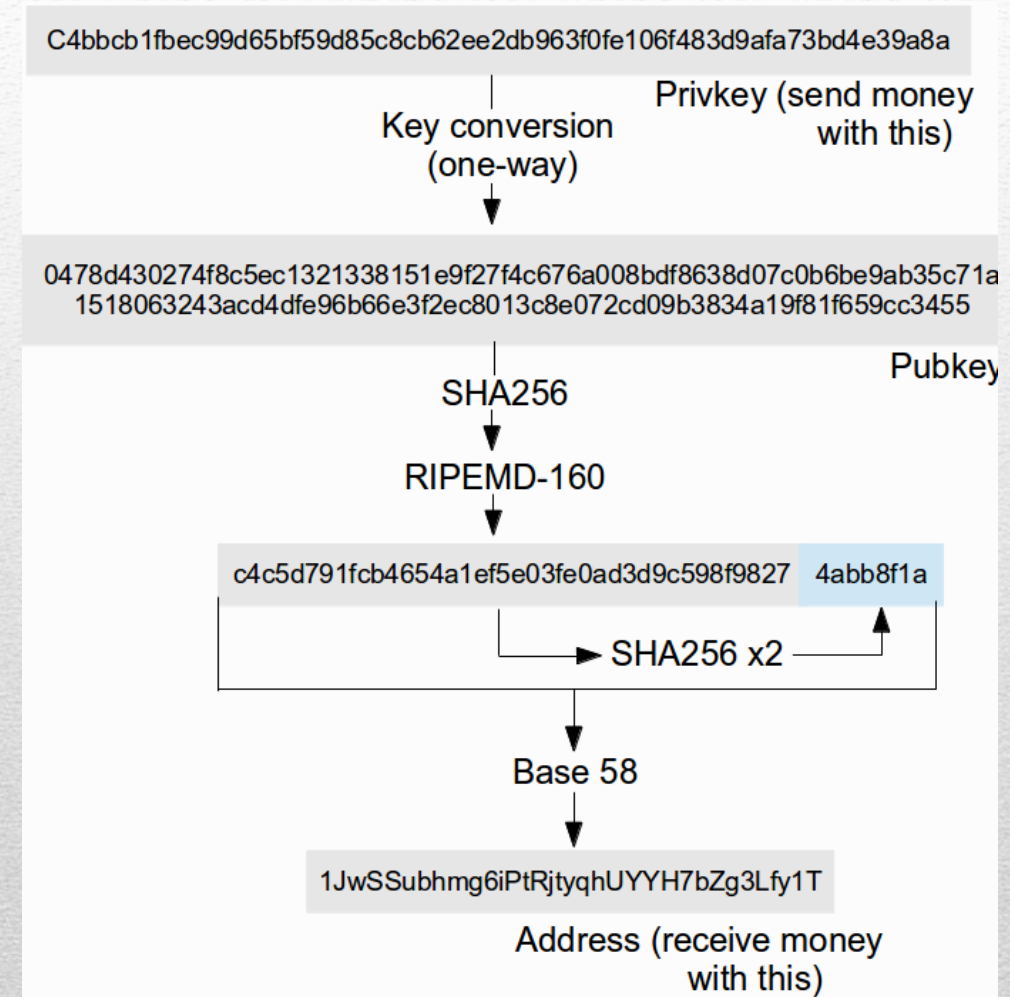 C4bbcb1fbec99d65bf59d85c8cb62ee2db963f0fe106f483d9afa73bd4e39a8a
Privkey (send money
with this)
Key conversion
(one-way)
0478d430274f8c5ec1321338151e9f27f4c676a008bdf8638d07c0b6be9ab35c71a
1518063243acd4dfe96b66e3f2ec8013c8e072cd09b3834a19f81f659cc3455
Pubkey
SHA256
RIPEMD-160
c4c5d791fcb4654a1ef5e03fe0ad3d9c598f9827 4abb8f1a
SHA256 x2
Base 58
1JwSSubhmg6iPtRjtyqhUYYH7bZg3Lfy1T
Address (receive money
with this)